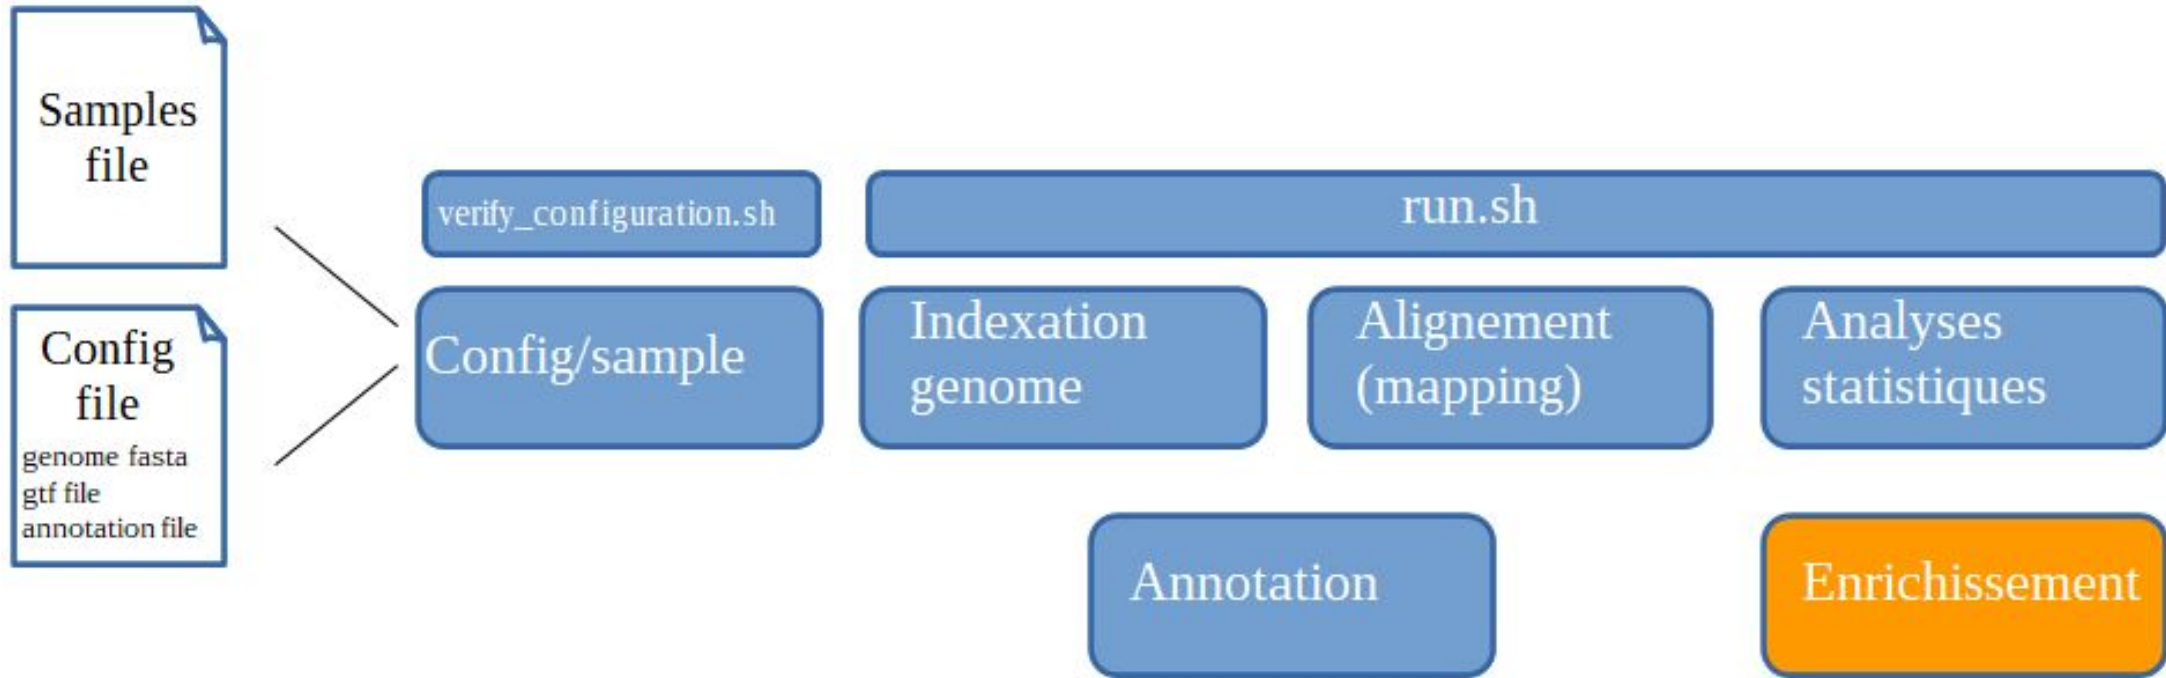 Samples
file
Config
file
genome fasta
gtf file
annotation file
verify_configuration.sh
run.sh
Config/sample
Indexation
genome
Alignement
(mapping)
Analyses
statistiques
Annotation
Enrichissement